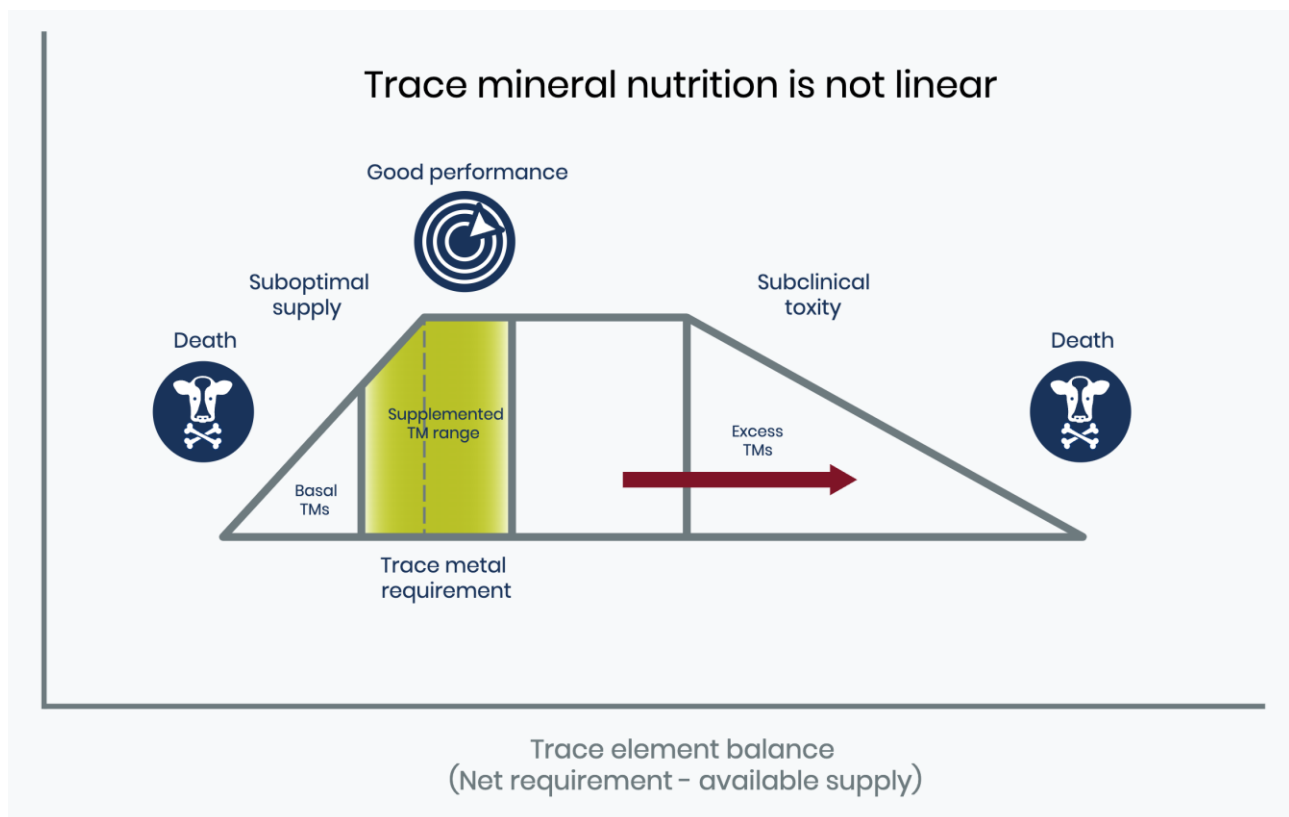 Trace mineral nutrition is not linear
Good performance
Suboptimal
supply
Subclinical
toxity
Death
Death
Supplemented
TM range
Excess
TMs
Basal
TMs
Trace metal
requirement
Trace element balance
(Net requirement - available supply)